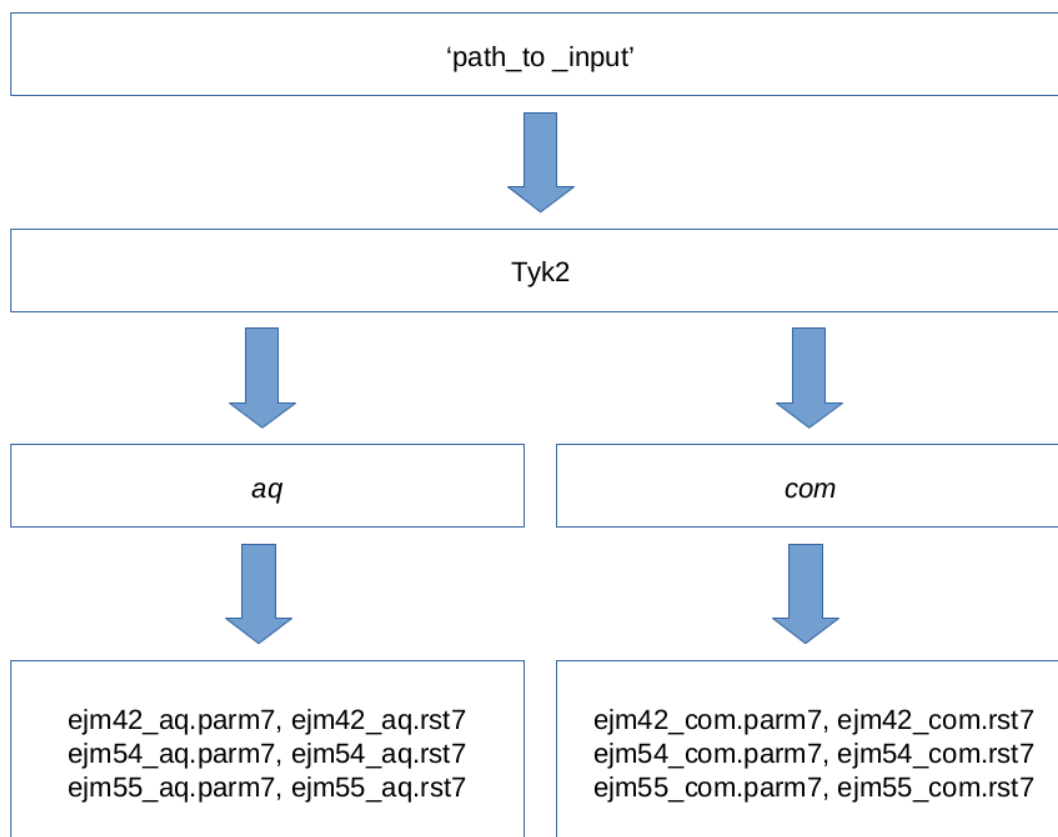 ‘path_to _input’
Tyk2
aq
com
ejm42_aq.parm7, ejm42_aq.rst7
ejm54_aq.parm7, ejm54_aq.rst7
ejm55_aq.parm7, ejm55_aq.rst7
ejm42_com.parm7, ejm42_com.rst7
ejm54_com.parm7, ejm54_com.rst7
ejm55_com.parm7, ejm55_com.rst7